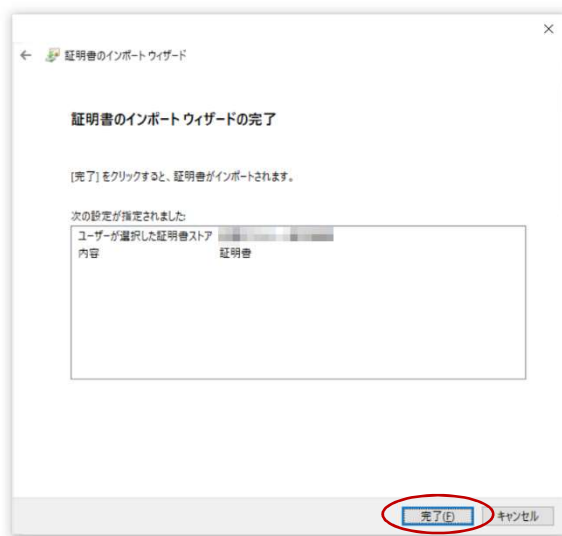 証明書のインポート ウィザード
証明書のインポート ウィザードの完了
[完了] をクリックすると、証明書がインポートされます。
次の設定が指定されました:
ユーザーが選択した証明書ストア
内容 証明書
完了(F) キャンセル